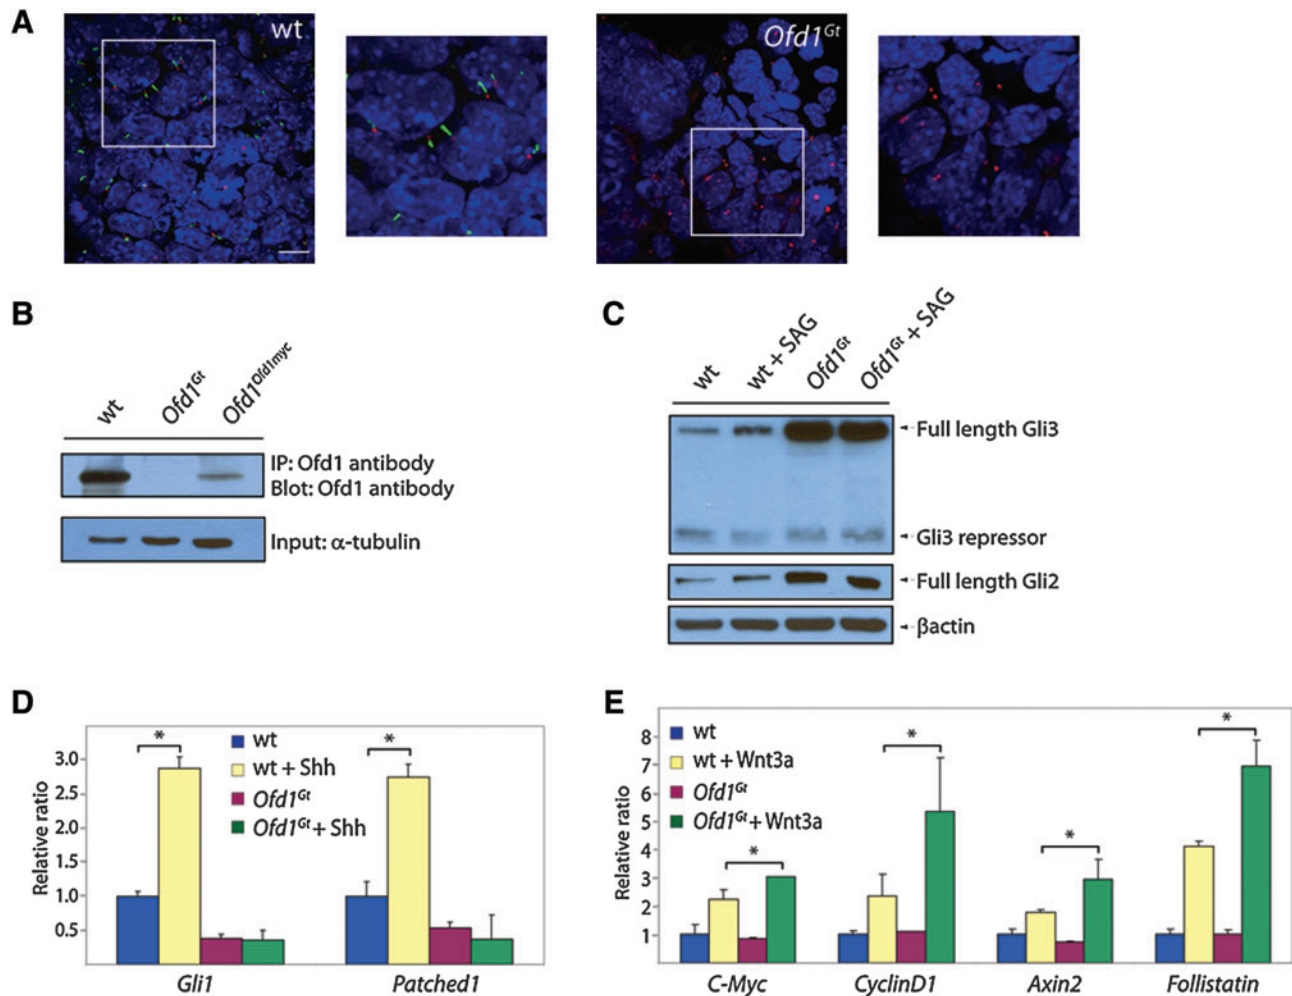 A
wt
Ofd1Gt
B
wt
Ofd1Gt
Ofd1Ofd1myc
IP: Ofd1 antibody
Blot: Ofd1 antibody
Input: α-tubulin
C
wt
wt + SAG
Ofd1Gt
Ofd1Gt + SAG
Full length Gli3
Gli3 repressor
Full length Gli2
βactin
D
Relative ratio
3.0
2.5
2.0
1.5
1.0
0.5
*
*
wt
wt + Shh
Ofd1Gt
Ofd1Gt + Shh
Gli1
Patched1
E
Relative ratio
8
7
6
5
4
3
2
1
wt
wt + Wnt3a
Ofd1Gt
Ofd1Gt + Wnt3a
*
*
*
*
C-Myc
CyclinD1
Axin2
Follistatin